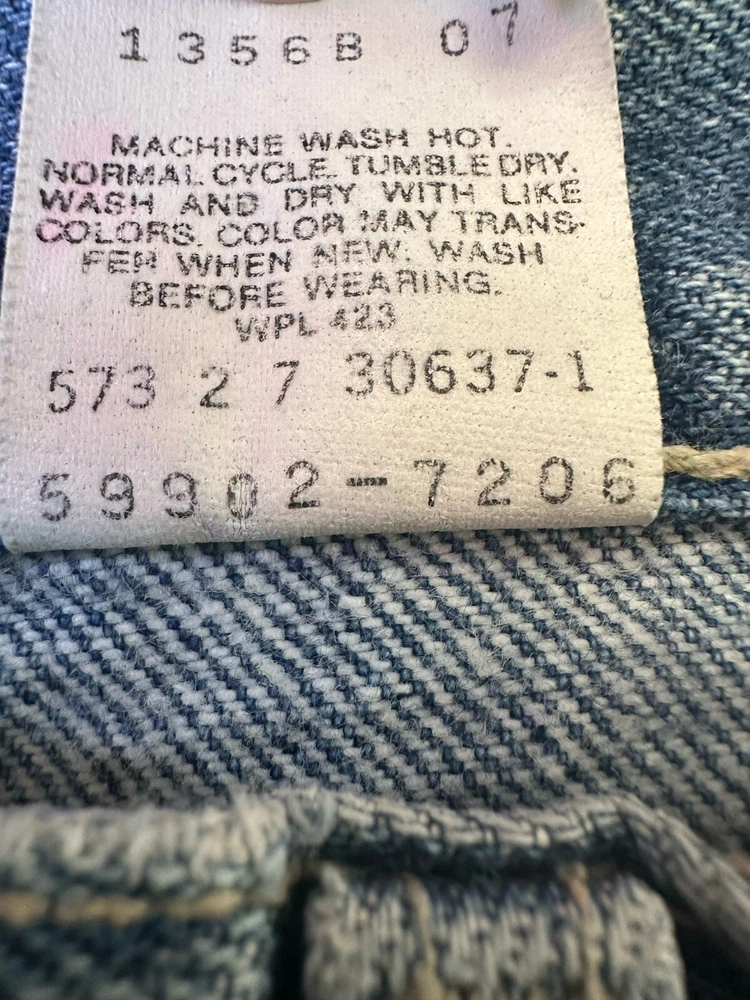 1356B 07
MACHINE WASH HOT.
NORMAL CYCLE. TUMBLE DRY.
WASH AND DRY WITH LIKE
COLORS. COLOR MAY TRANS-
FER WHEN NEW: WASH
BEFORE WEARING.
WPL 423
573 2 7 30637-1
59902-7206